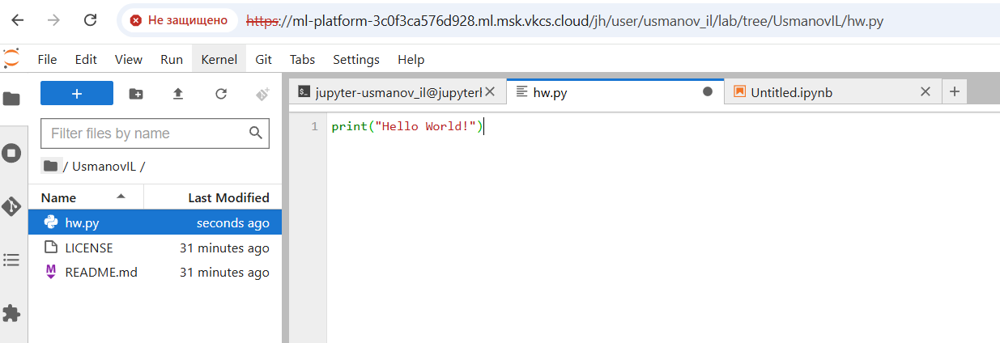 Не защищено https://ml-platform-3c0f3ca576d928.ml.msk.vkcs.cloud/jh/user/usmanov_il/lab/tree/UsmanovIL/hw.py
File Edit View Run Kernel Git Tabs Settings Help
+
jupyter-usmanov_il@jupyterl hw.py Untitled.ipynb +
Filter files by name
/ UsmanovIL /
Name Last Modified
hw.py seconds ago
LICENSE 31 minutes ago
README.md 31 minutes ago
1 print("Hello World!")